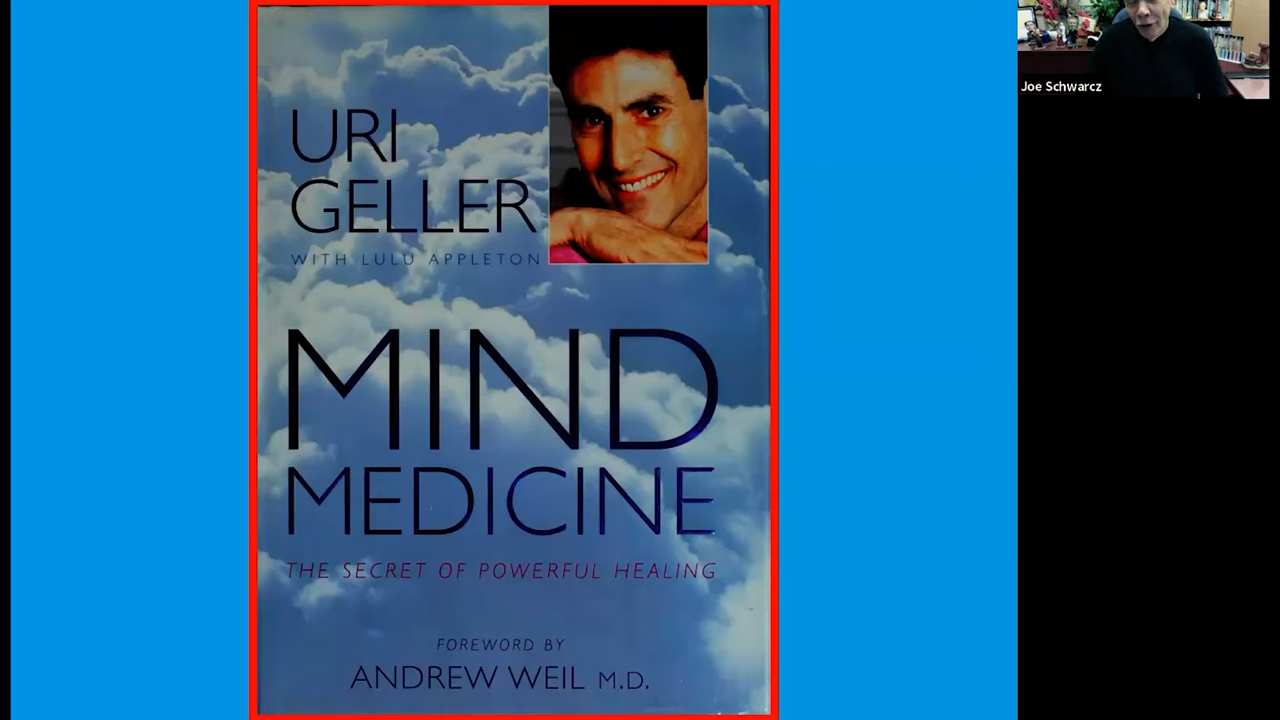 URI
GELLER
WITH LULU APPLETON
MIND
MEDICINE
THE SECRET OF POWERFUL HEALING
FOREWORD BY
ANDREW WEIL M.D.
Joe Schwarcz